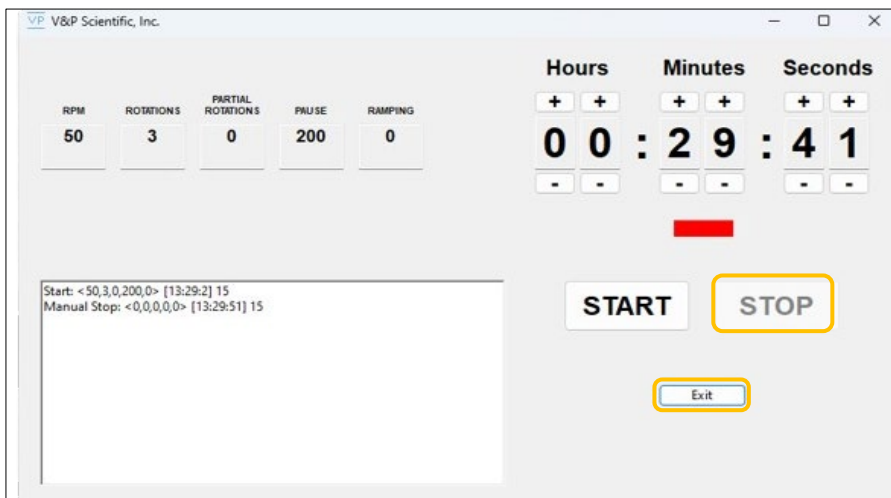 VP V&P Scientific, Inc.
Hours Minutes Seconds
+ + + + + +
RPM ROTATIONS PARTIAL ROTATIONS PAUSE RAMPING
50 3 0 200 0
0 0 : 2 9 : 4 1
- - - - - -
Start: <50,3,0,200,0> [13:29:2] 15
Manual Stop: <0,0,0,0,0> [13:29:51] 15
START STOP
Exit